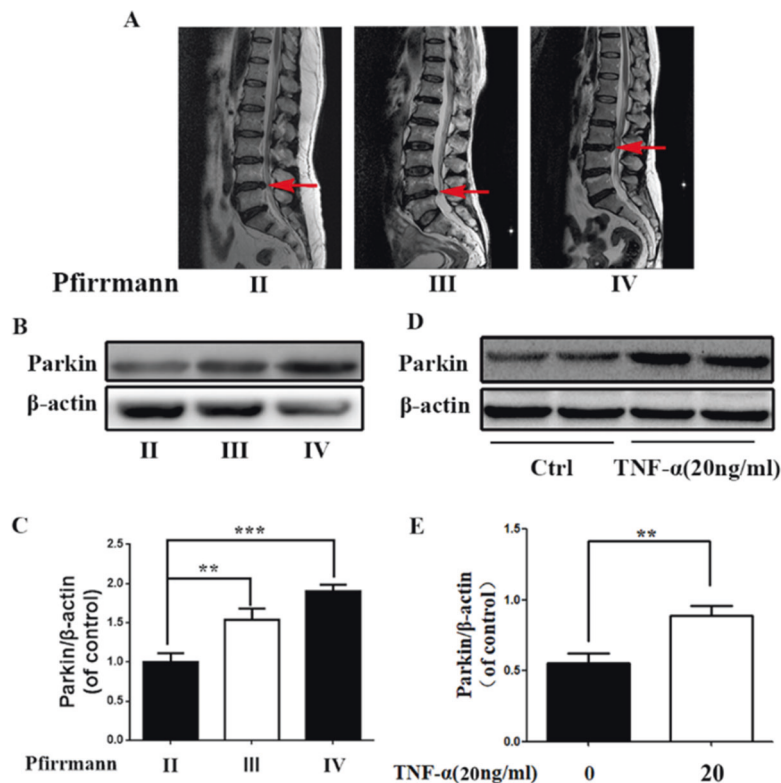 A
Pfirrmann II III IV
B
Parkin
β-actin
II III IV
D
Parkin
β-actin
Ctrl TNF-α(20ng/ml)
C
Parkin/β-actin
(of control)
2.5
2.0
1.5
1.0
0.5
0.0
**
***
Pfirrmann II III IV
E
Parkin/β-actin
(of control)
1.5
1.0
0.5
0.0
**
TNF-α(20ng/ml) 0 20